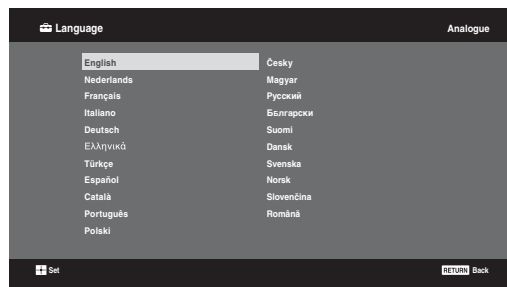 Language
Analogue
English
Nederlands
Français
Italiano
Deutsch
Ελληνικά
Türkçe
Español
Català
Português
Polski
Česky
Magyar
Русский
Български
Suomi
Dansk
Svenska
Norsk
Slovenčina
Română
Set
RETURN Back